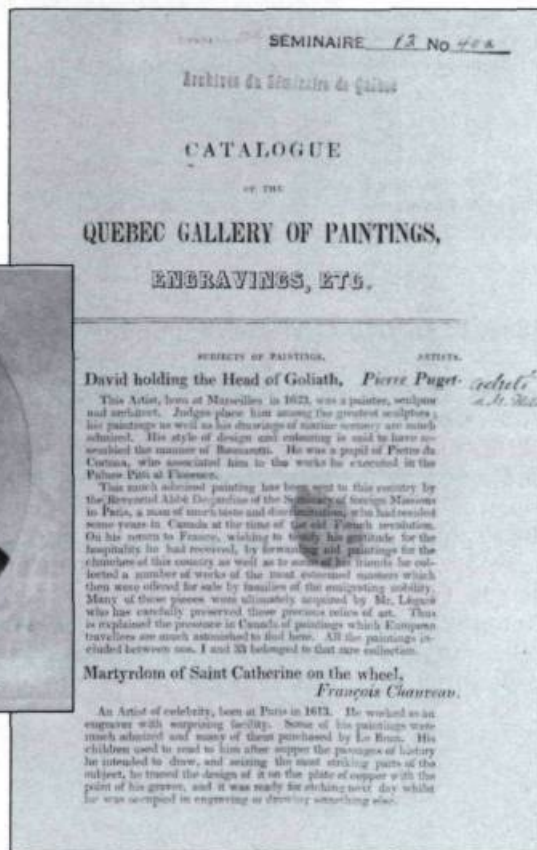 SEMINAIRE 12 No 40a
Archives du Séminaire de Québec
CATALOGUE
OF THE
QUEBEC GALLERY OF PAINTINGS,
ENGRAVINGS, ETC.
SUBJECTS OF PAINTINGS. ARTISTS.
David holding the Head of Goliath, Pierre Puget.
This Artist, born at Marseilles in 1623, was a painter, sculptor
and architect. Judges place him among the greatest sculptors;
his paintings as well as his drawings of marine scenery are much
admired. His style of design and colouring is said to have re-
sembled the manner of He was a pupil of Pietro da
Cortona, who associated him to the works he executed in the
Palace Pitti at Florence.
This much admired painting has been sent to this country by
the Reverend Abbé Desjardins of the Seminary of foreign Missions
in Paris, a man of much taste and discrimination, who had resided
some years in Canada at the time of the old French revolution.
On his return to France, wishing to testify his gratitude for the
hospitality he had received, by forwarding aid paintings for the
churches of this country as well as to some of his friends he col-
lected a number of works of the most esteemed masters which
then were offered for sale by families of the emigrating nobility.
Many of these pieces were ultimately acquired by Mr. Légaré
who has carefully preserved these precious relics of art. Thus
is explained the presence in Canada of paintings which European
travellers are much astonished to find here. All the paintings in-
cluded between nos. 1 and 33 belonged to that rare collection.
Martyrdom of Saint Catherine on the wheel,
François Chauveau.
An Artist of celebrity, born at Paris in 1613. He worked as an
engraver with surprising facility. Some of his paintings were
much admired and many of them purchased by Le Brun. His
children used to read to him after supper the passages of history
he intended to draw, and seizing the most striking parts of the
subject, he traced the design of it on the plate of copper with the
point of his graver, and it was ready for etching next day whilst
he was occupied in engraving or drawing something else.